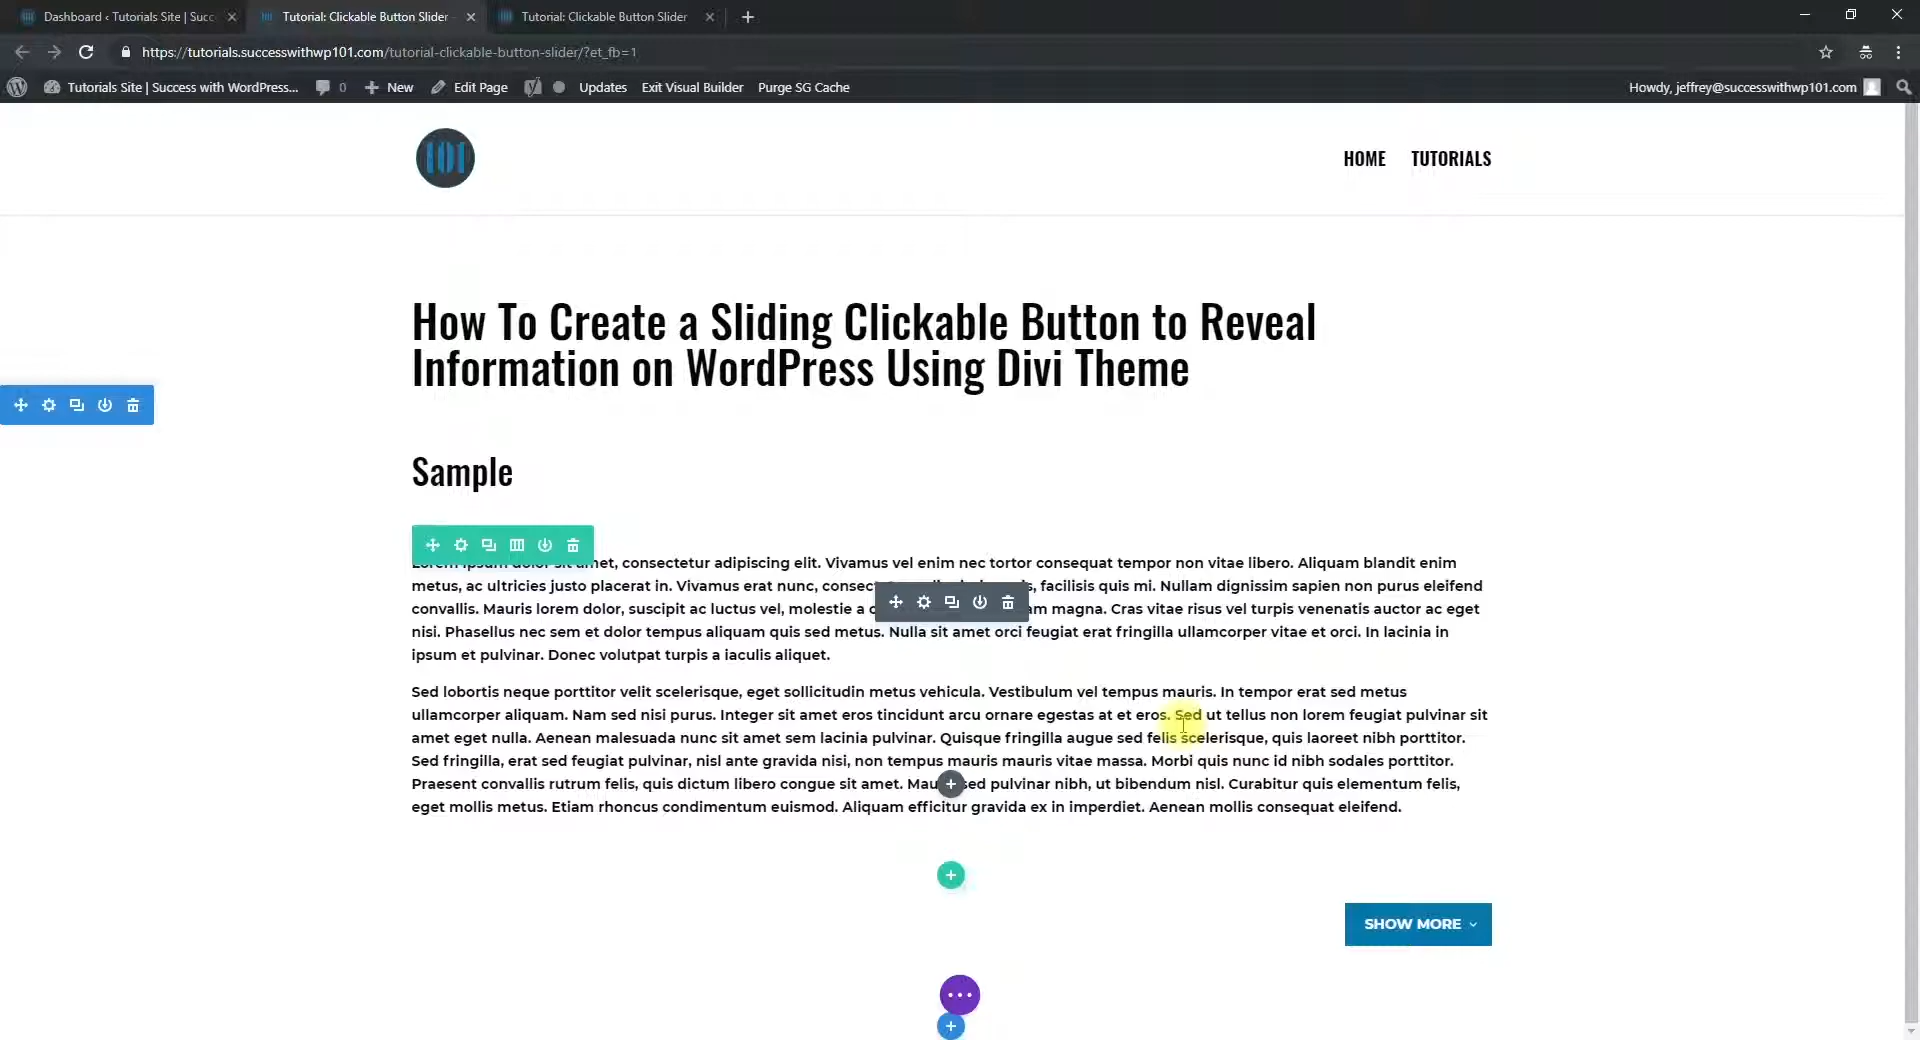 Dashboard ‹ Tutorials Site | Succ
Tutorial: Clickable Button Slider
Tutorial: Clickable Button Slider
https://tutorials.successwithwp101.com/tutorial-clickable-button-slider/?et_fb=1
Tutorials Site | Success with WordPress...
0
New
Edit Page
Updates
Exit Visual Builder
Purge SG Cache
Howdy, jeffrey@successwithwp101.com
101
HOME
TUTORIALS
How To Create a Sliding Clickable Button to Reveal
Information on WordPress Using Divi Theme
Sample
Lorem ipsum dolor sit amet, consectetur adipiscing elit. Vivamus vel enim nec tortor consequat tempor non vitae libero. Aliquam blandit enim
metus, ac ultricies justo placerat in. Vivamus erat nunc, facilisis quis mi. Nullam dignissim sapien non purus eleifend
convallis. Mauris lorem dolor, suscipit ac luctus vel, molestie a magna. Cras vitae risus vel turpis venenatis auctor ac eget
nisi. Phasellus nec sem et dolor tempus aliquam quis sed metus. Nulla sit amet orci feugiat erat fringilla ullamcorper vitae et orci. In lacinia in
ipsum et pulvinar. Donec volutpat turpis a iaculis aliquet.
Sed lobortis neque porttitor velit scelerisque, eget sollicitudin metus vehicula. Vestibulum vel tempus mauris. In tempor erat sed metus
ullamcorper aliquam. Nam sed nisi purus. Integer sit amet eros tincidunt arcu ornare egestas at et eros. Sed ut tellus non lorem feugiat pulvinar sit
amet eget nulla. Aenean malesuada nunc sit amet sem lacinia pulvinar. Quisque fringilla augue sed felis scelerisque, quis laoreet nibh porttitor.
Sed fringilla, erat sed feugiat pulvinar, nisl ante gravida nisi, non tempus mauris mauris vitae massa. Morbi quis nunc id nibh sodales porttitor.
Praesent convallis rutrum felis, quis dictum libero congue sit amet. Mauris sed pulvinar nibh, ut bibendum nisl. Curabitur quis elementum felis,
eget mollis metus. Etiam rhoncus condimentum euismod. Aliquam efficitur gravida ex in imperdiet. Aenean mollis consequat eleifend.
SHOW MORE